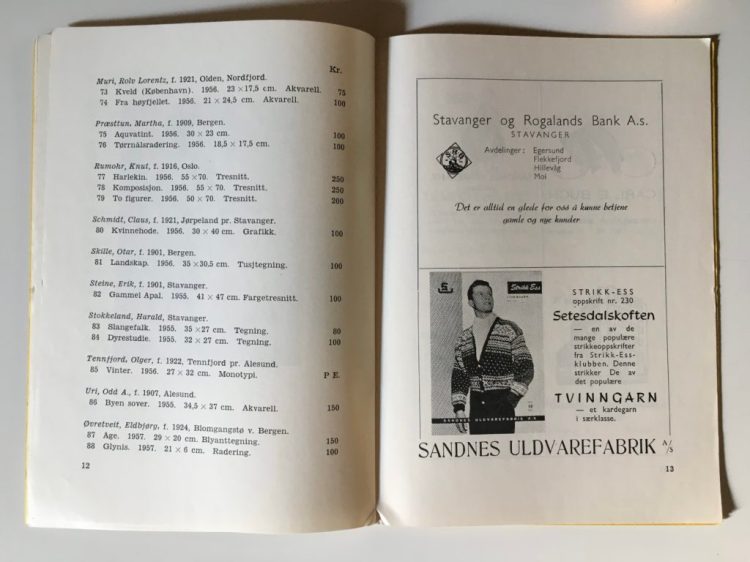 Kr.
Muri, Rolv Lorentz, f. 1921, Olden, Nordfjord.
73 Kveld (København). 1956. 23 × 17,5 cm. Akvarell. 75
74 Fra høyfjellet. 1956. 21 × 24,5 cm. Akvarell. 100
Præsttun, Martha, f. 1909, Bergen.
75 Aquvatint. 1956. 30 × 23 cm. 100
76 Tørrnålsradering. 1956. 18,5 × 17,5 cm. 100
Rumohr, Knut, f. 1916, Oslo.
77 Harlekin. 1956. 55 × 70. Tresnitt. 250
78 Komposisjon. 1956. 55 × 70. Tresnitt. 250
79 To figurer. 1956. 50 × 70. Tresnitt. 200
Schmidt, Claus, f. 1921, Jørpeland pr. Stavanger.
80 Kvinnehode. 1956. 30 × 40 cm. Grafikk. 100
Skille, Otar, f. 1901, Bergen.
81 Landskap. 1956. 35 × 30,5 cm. Tusjtegning. 100
Steine, Erik, f. 1901, Stavanger.
82 Gammel Apal. 1955. 41 × 47 cm. Fargetresnitt. 100
Stokkeland, Harald, Stavanger.
83 Slangefalk. 1955. 35 × 27 cm. Tegning. 80
84 Dyrestudie. 1955. 32 × 27 cm. Tegning. 100
Tennfjord, Olger, f. 1922, Tennfjord pr. Ålesund.
85 Vinter. 1956. 27 × 32 cm. Monotypi. P E.
Uri, Odd A., f. 1907, Ålesund.
86 Byen sover. 1955. 34,5 × 27 cm. Akvarell. 150
Øvretveit, Eldbjørg, f. 1924, Blomgangstø v. Bergen.
87 Åge. 1957. 29 × 20 cm. Blyanttegning. 150
88 Glynis. 1957. 21 × 6 cm. Radering. 100
12
Stavanger og Rogalands Bank A.s.
STAVANGER
Avdelinger : Egersund
Flekkefjord
Hillevåg
Moi
Det er alltid en glede for oss å kunne betjene
gamle og nye kunder
Strikk-Ess
SANDNES ULDVAREFABRIK A.S
STRIKK-ESS
oppskrift nr. 230
Setesdalskoften
— en av de
mange populære
strikkeoppskrifter
fra Strikk-Ess-
klubben. Denne
strikker De av
det populære
TVINNGARN
— et kardegarn
i særklasse.
SANDNES ULDVAREFABRIK A/S
13